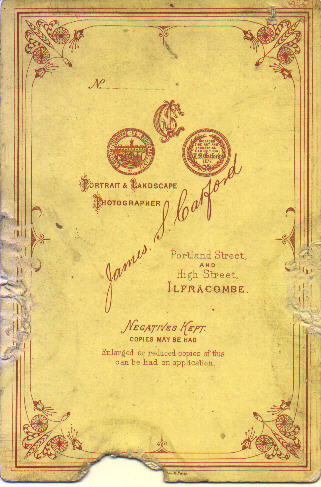 No.
PORTRAIT & LANDSCAPE
PHOTOGRAPHER
James. S. Catford
Portland Street,
AND
High Street,
ILFRACOMBE.
NEGATIVES KEPT.
COPIES MAY BE HAD
Enlarged or reduced copies of this
can be had on application.